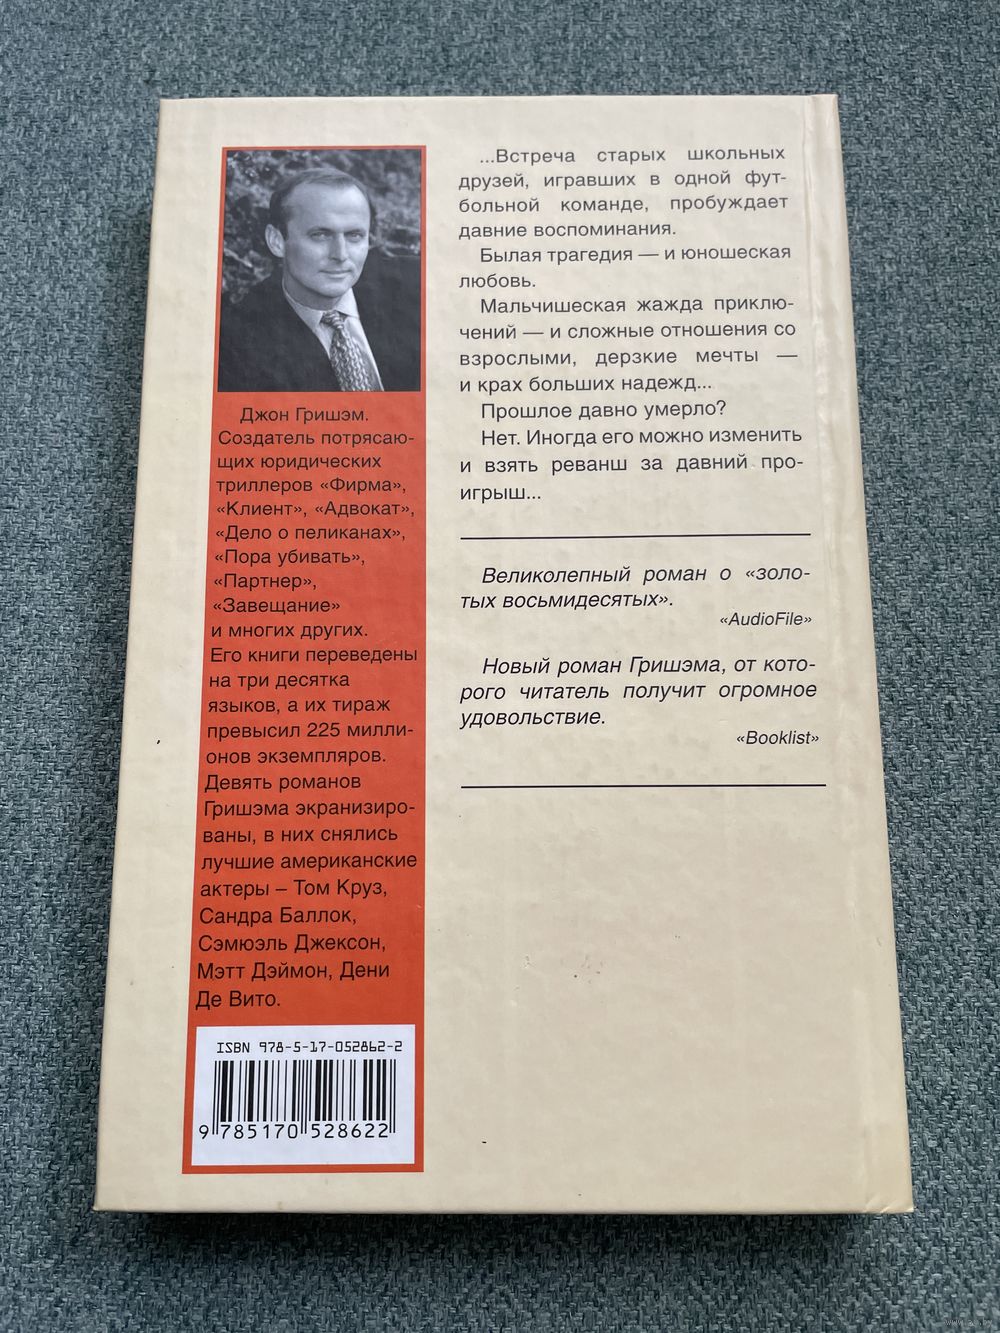 Джон Гришэм.
Создатель потрясаю-
щих юридических
триллеров «Фирма»,
«Клиент», «Адвокат»,
«Дело о пеликанах»,
«Пора убивать»,
«Партнер»,
«Завещание»
и многих других.
Его книги переведены
на три десятка
языков, а их тираж
превысил 225 милли-
онов экземпляров.
Девять романов
Гришэма экранизиро-
ваны, в них снялись
лучшие американские
актеры – Том Круз,
Сандра Баллок,
Сэмюэль Джексон,
Мэтт Дэймон, Дени
Де Вито.
ISBN 978-5-17-052862-2
9 785170 528622
...Встреча старых школьных
друзей, игравших в одной фут-
больной команде, пробуждает
давние воспоминания.
Былая трагедия — и юношеская
любовь.
Мальчишеская жажда приклю-
чений — и сложные отношения со
взрослыми, дерзкие мечты —
и крах больших надежд...
Прошлое давно умерло?
Нет. Иногда его можно изменить
и взять реванш за давний про-
игрыш...
Великолепный роман о «золо-
тых восьмидесятых».
«AudioFile»
Новый роман Гришэма, от кото-
рого читатель получит огромное
удовольствие.
«Booklist»